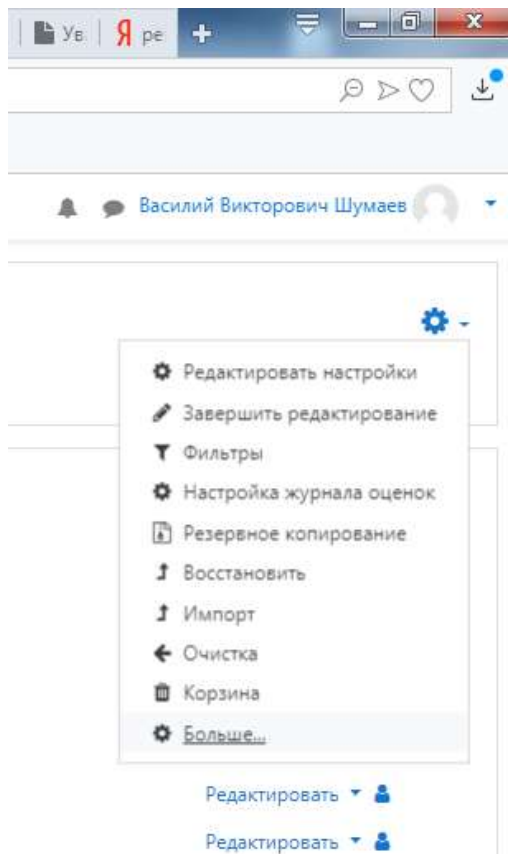 Ув Я ре
Василий Викторович Шумаев
Редактировать настройки
Завершить редактирование
Фильтры
Настройка журнала оценок
Резервное копирование
Восстановить
Импорт
Очистка
Корзина
Больше...
Редактировать
Редактировать